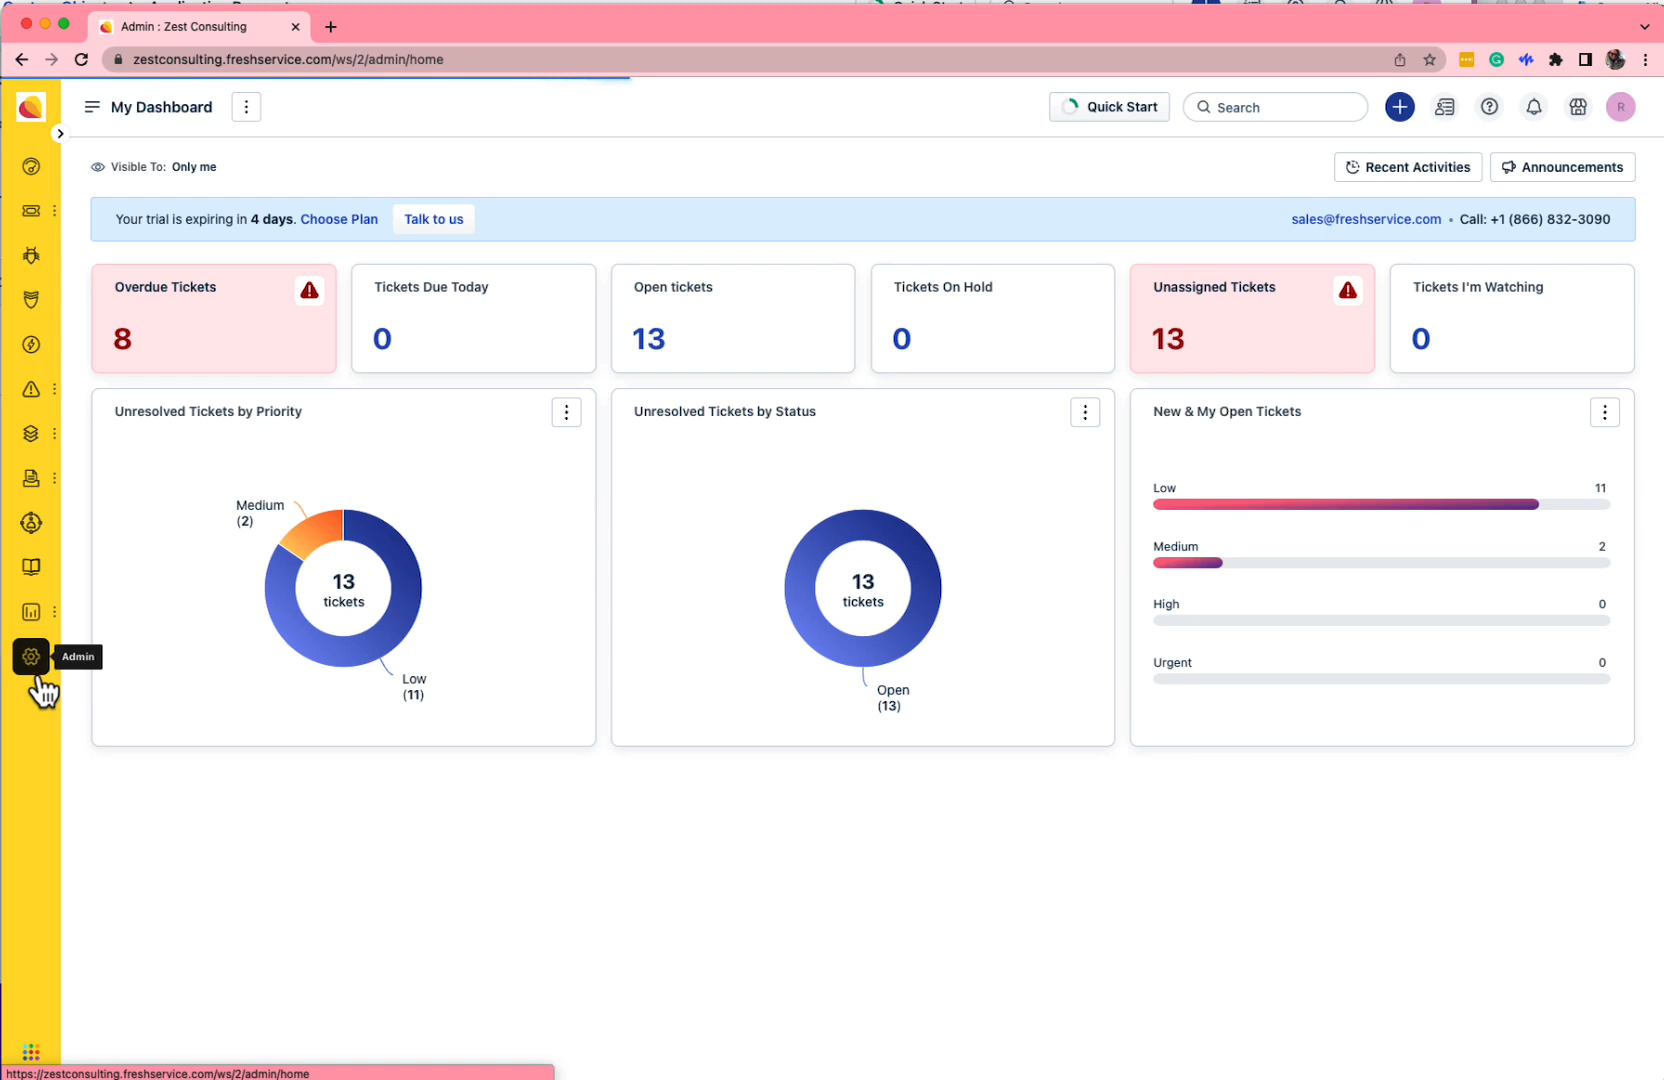 Admin : Zest Consulting
zestconsulting.freshservice.com/ws/2/admin/home
My Dashboard
Quick Start
Search
R
Visible To: Only me
Recent Activities
Announcements
Your trial is expiring in 4 days. Choose Plan
Talk to us
sales@freshservice.com • Call: +1 (866) 832-3090
Overdue Tickets
8
Tickets Due Today
0
Open tickets
13
Tickets On Hold
0
Unassigned Tickets
13
Tickets I'm Watching
0
Unresolved Tickets by Priority
Medium
(2)
13
tickets
Low
(11)
Unresolved Tickets by Status
13
tickets
Open
(13)
New & My Open Tickets
Low 11
Medium 2
High 0
Urgent 0
Admin
https://zestconsulting.freshservice.com/ws/2/admin/home